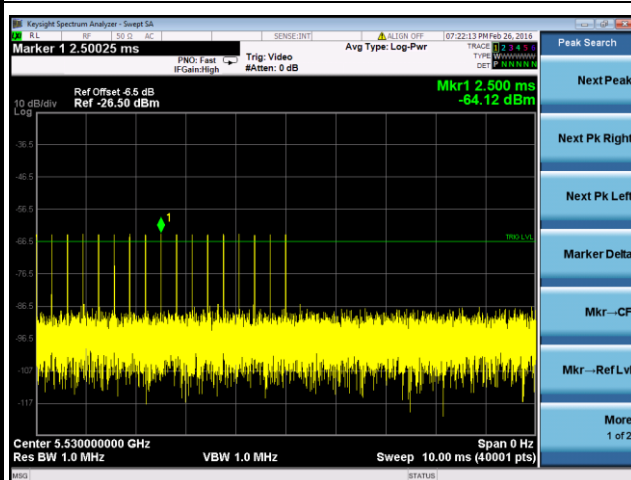 Keysight Spectrum Analyzer - Swept SA
RL RF 50 Ω AC SENSE:INT ALIGN OFF 07:22:13 PM Feb 26, 2016
Marker 1 2.50025 ms
PNO: Fast
IFGain:High
Trig: Video
#Atten: 0 dB
Avg Type: Log-Pwr
TRACE 1 2 3 4 5 6
TYPE WWWWWW
DET P N N N N N
Peak Search
Ref Offset -6.5 dB
10 dB/div Ref -26.50 dBm
Log
Mkr1 2.500 ms
-64.12 dBm
Next Peak
-36.5
Next Pk Right
-46.5
-56.5
Next Pk Left
1
-66.5
TRIG LVL
Marker Delta
-76.5
-86.5
Mkr→CF
-96.5
-107
Mkr→Ref Lvl
-117
More
1 of 2
Center 5.530000000 GHz Span 0 Hz
Res BW 1.0 MHz VBW 1.0 MHz Sweep 10.00 ms (40001 pts)
MSG STATUS